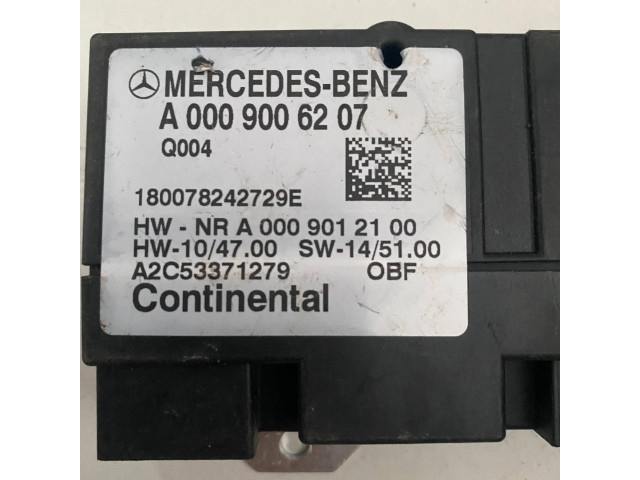 MERCEDES-BENZ
A 000 900 62 07
Q004
180078242729E
HW - NR A 000 901 21 00
HW-10/47.00 SW-14/51.00
A2C53371279 OBF
Continental